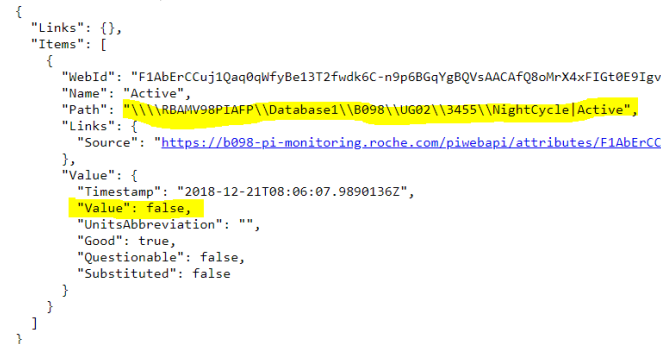 {
"Links": {},
"Items": [
{
"WebId": "F1AbErCCuj1Qaq0qWfyBe13T2fwdk6C-n9p6BGqYgBQVsAACAfQ8oMrX4xFIGt0E9Igv
"Name": "Active",
"Path": "\\\\RBAMV98PIAFP\\Database1\\B098\\UG02\\3455\\NightCycle|Active",
"Links": {
"Source": "https://b098-pi-monitoring.roche.com/piwebapi/attributes/F1AbErCC
},
"Value": {
"Timestamp": "2018-12-21T08:06:07.9890136Z",
"Value": false,
"UnitsAbbreviation": "",
"Good": true,
"Questionable": false,
"Substituted": false
}
}
]
}